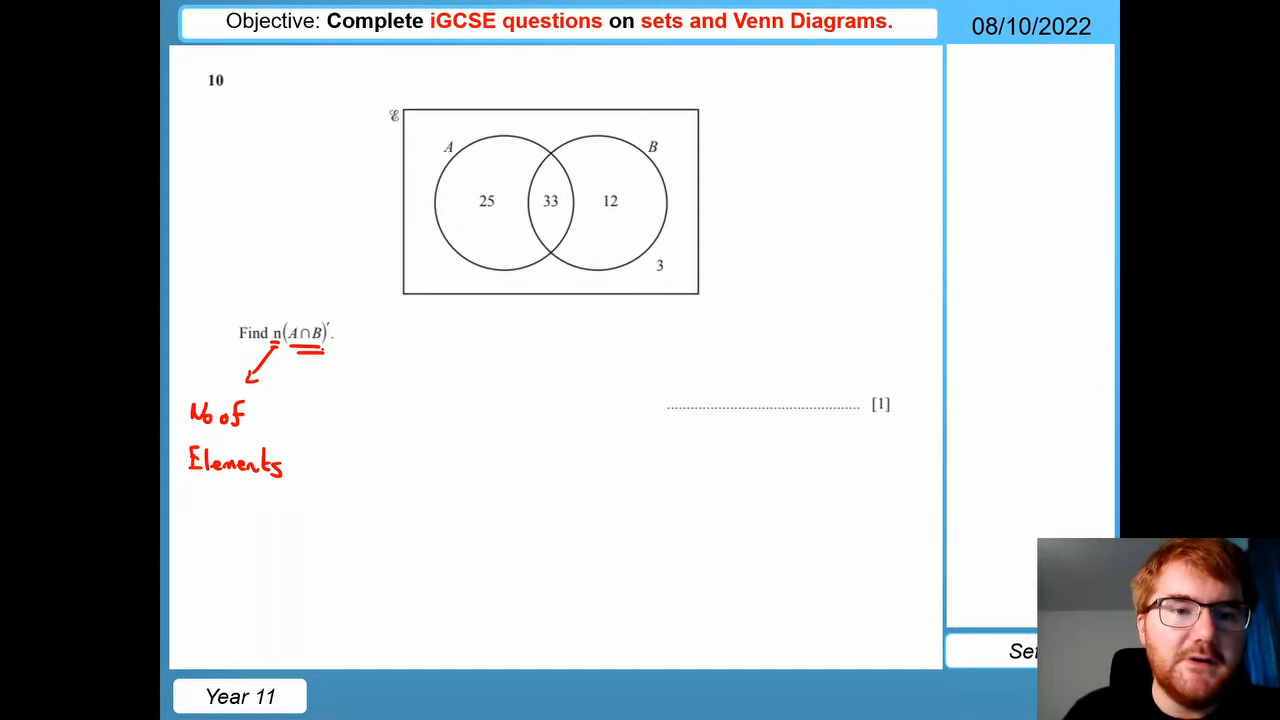 Objective: Complete iGCSE questions on sets and Venn Diagrams.
08/10/2022
10
ℰ
A
B
25
33
12
3
Find n(A∩B)′.
No of
Elements
................................................ [1]
Set
Year 11